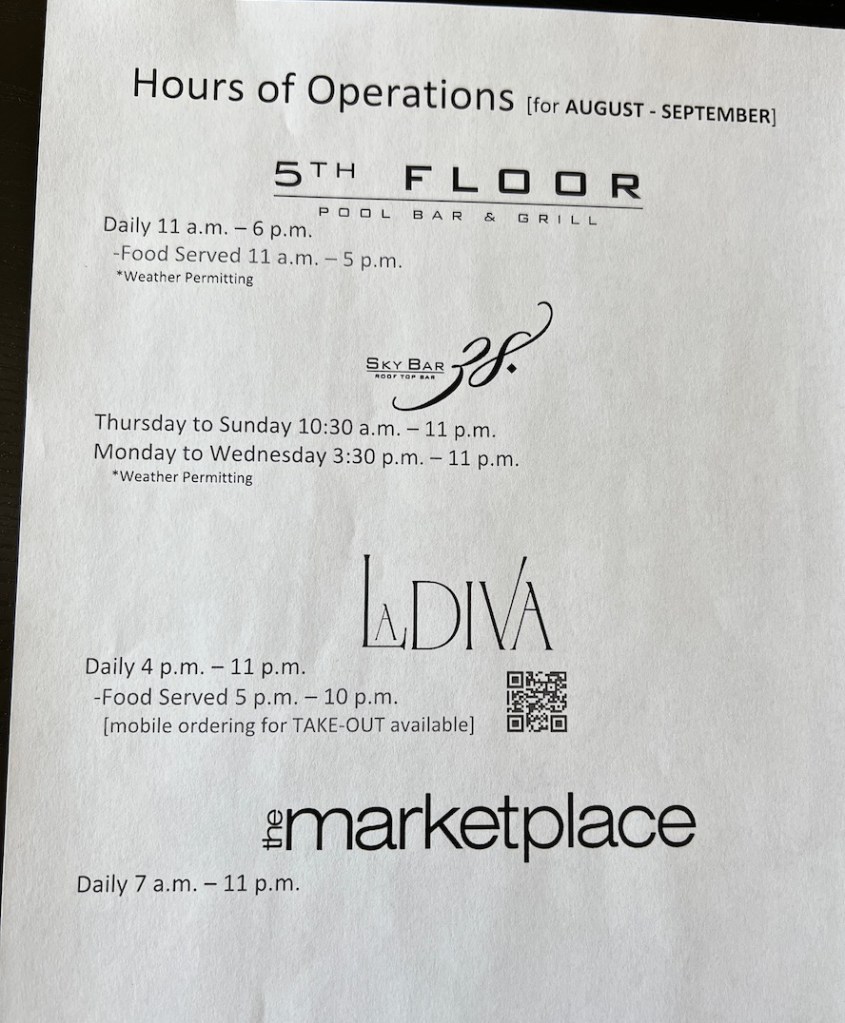 Hours of Operations [for AUGUST - SEPTEMBER]
5TH FLOOR
POOL BAR & GRILL
Daily 11 a.m. – 6 p.m.
-Food Served 11 a.m. – 5 p.m.
*Weather Permitting
SKY BAR 38.
ROOF TOP BAR
Thursday to Sunday 10:30 a.m. – 11 p.m.
Monday to Wednesday 3:30 p.m. – 11 p.m.
*Weather Permitting
LA DIVA
Daily 4 p.m. – 11 p.m.
-Food Served 5 p.m. – 10 p.m.
[mobile ordering for TAKE-OUT available]
the marketplace
Daily 7 a.m. – 11 p.m.